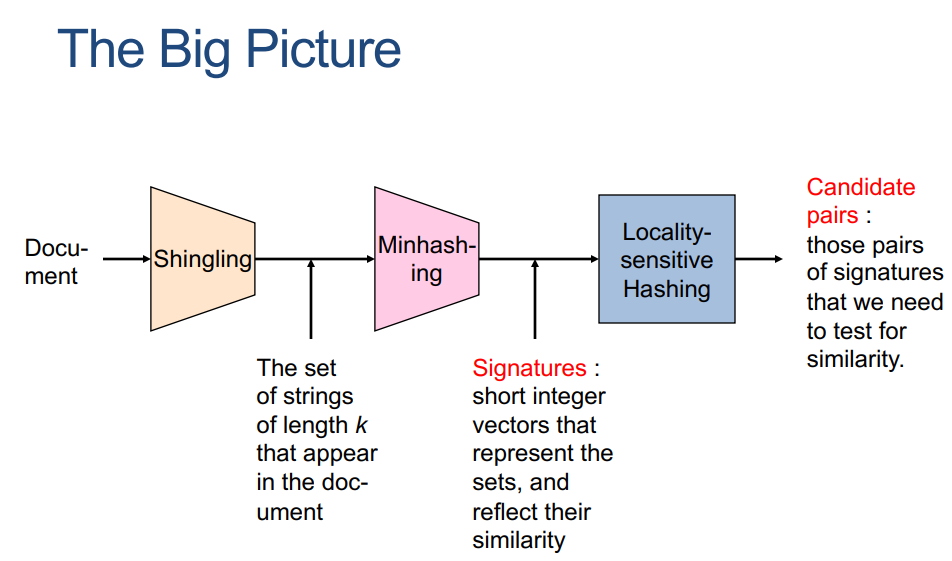 The Big Picture
Docu-
ment
Shingling
The set
of strings
of length k
that appear
in the doc-
ument
Minhash-
ing
Signatures :
short integer
vectors that
represent the
sets, and
reflect their
similarity
Locality-
sensitive
Hashing
Candidate
pairs :
those pairs
of signatures
that we need
to test for
similarity.